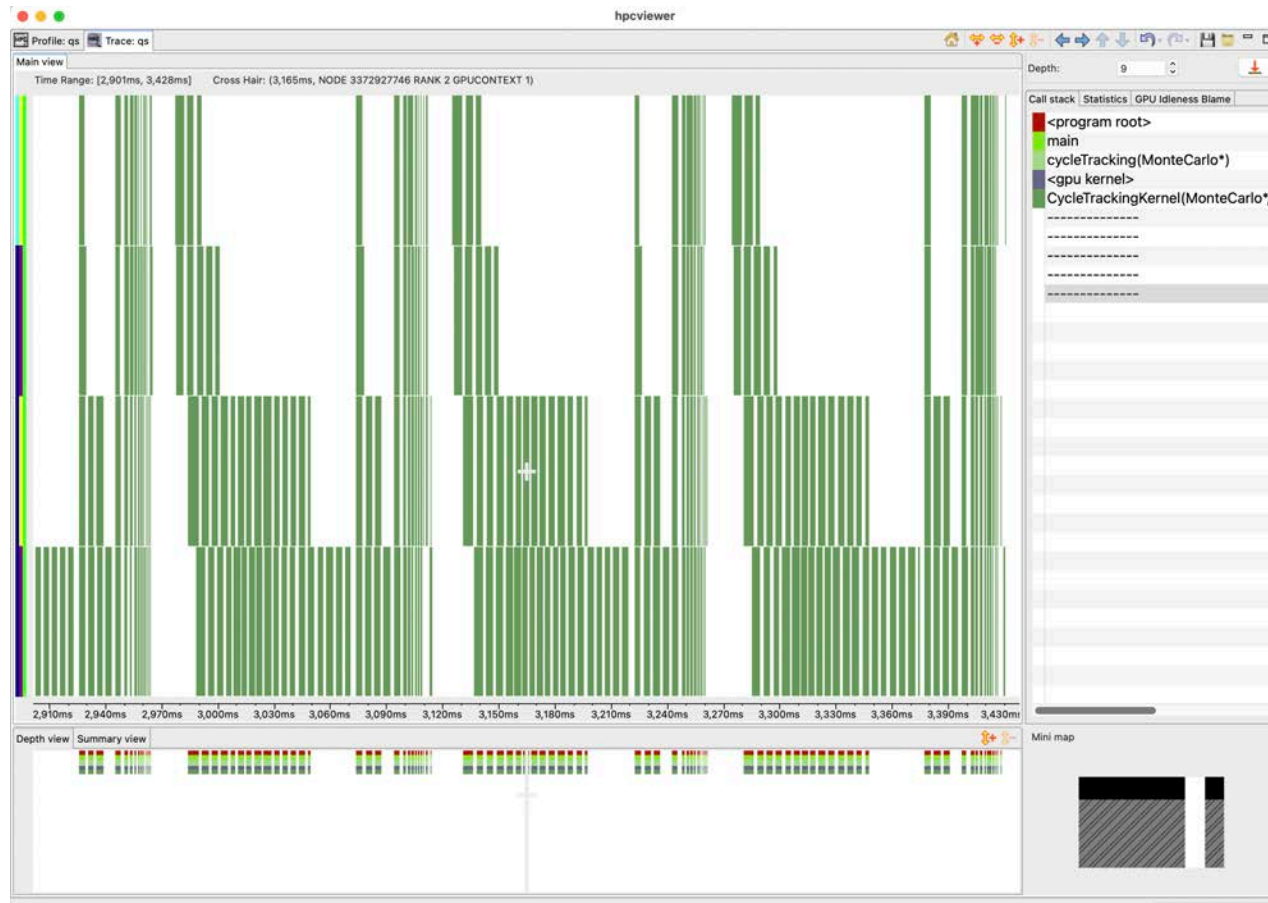 hpcviewer
Profile: qs Trace: qs
Main view
Time Range: [2,901ms, 3,428ms] Cross Hair: (3,165ms, NODE 3372927746 RANK 2 GPUCONTEXT 1)
Depth: 9
Call stack Statistics GPU Idleness Blame
<program root>
main
cycleTracking(MonteCarlo*)
<gpu kernel>
CycleTrackingKernel(MonteCarlo*
--------------
--------------
--------------
--------------
--------------
2,910ms 2,940ms 2,970ms 3,000ms 3,030ms 3,060ms 3,090ms 3,120ms 3,150ms 3,180ms 3,210ms 3,240ms 3,270ms 3,300ms 3,330ms 3,360ms 3,390ms 3,430ms
Depth view Summary view
Mini map